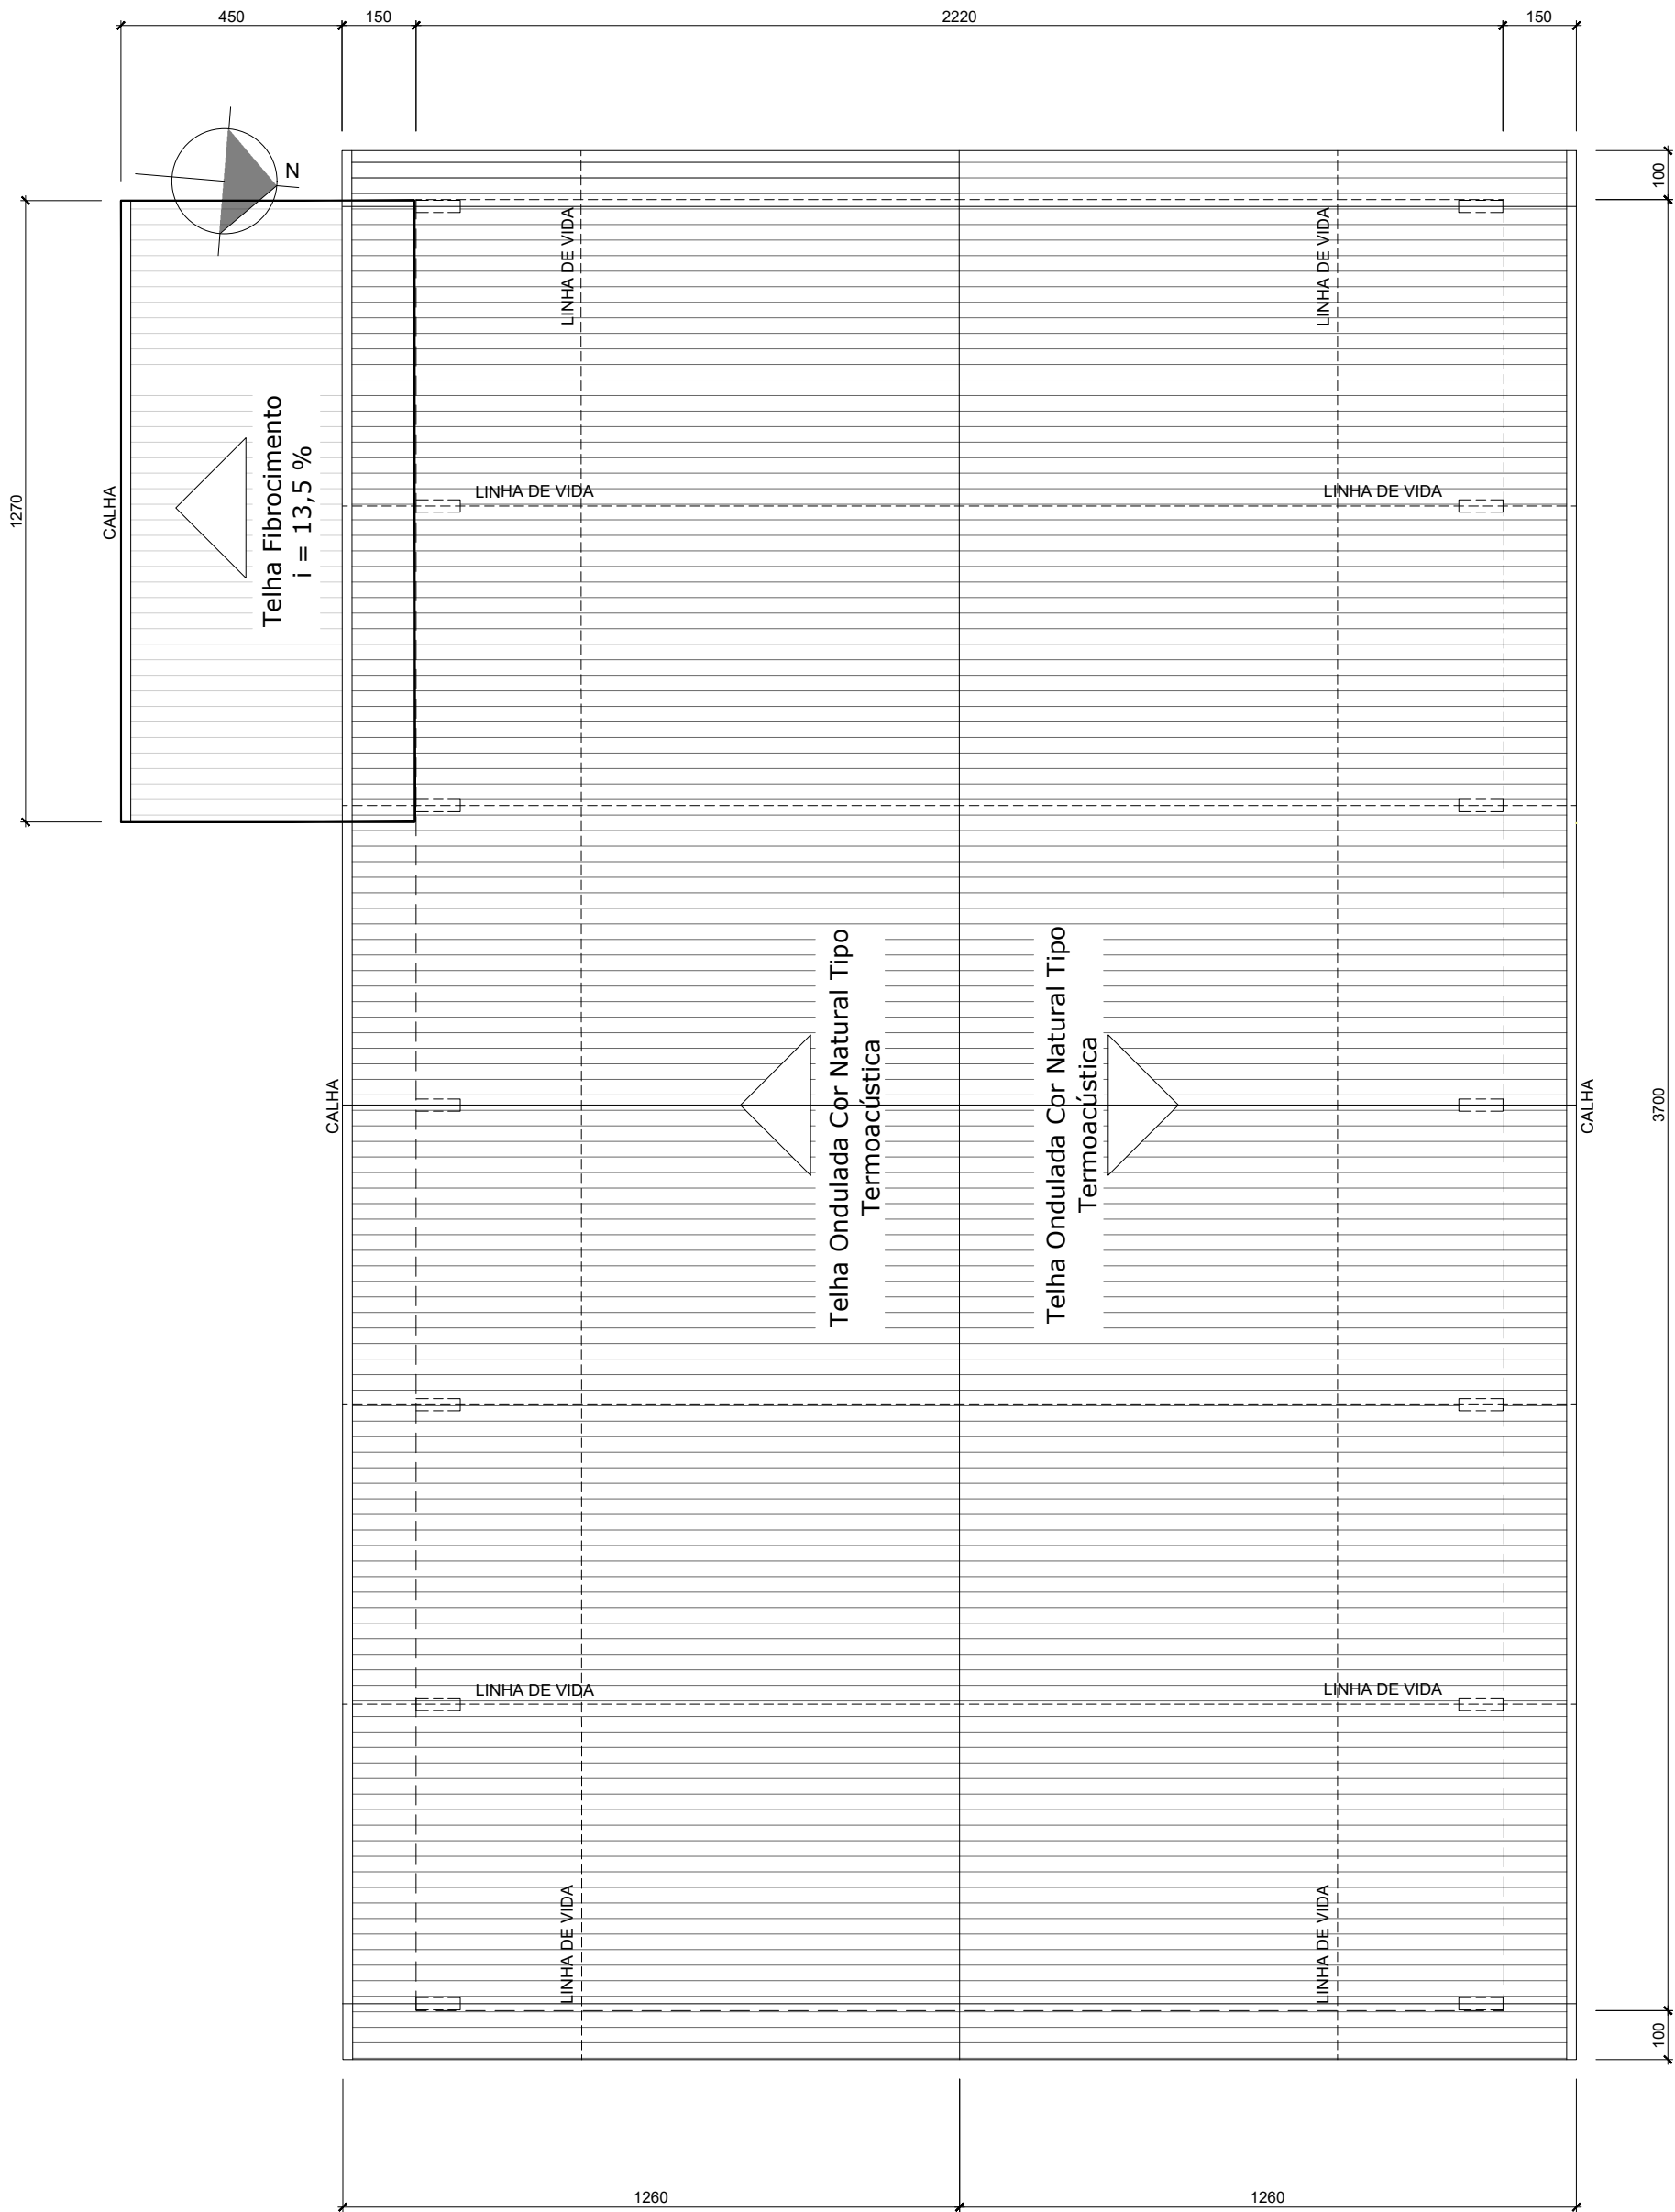 450
150
2220
150
N
100
LINHA DE VIDA
LINHA DE VIDA
Telha Fibrocimento
i = 13,5 %
CALHA
1270
LINHA DE VIDA
LINHA DE VIDA
Telha Ondulada Cor Natural Tipo
Termoacústica
Telha Ondulada Cor Natural Tipo
Termoacústica
CALHA
CALHA
3700
LINHA DE VIDA
LINHA DE VIDA
LINHA DE VIDA
LINHA DE VIDA
100
1260
1260